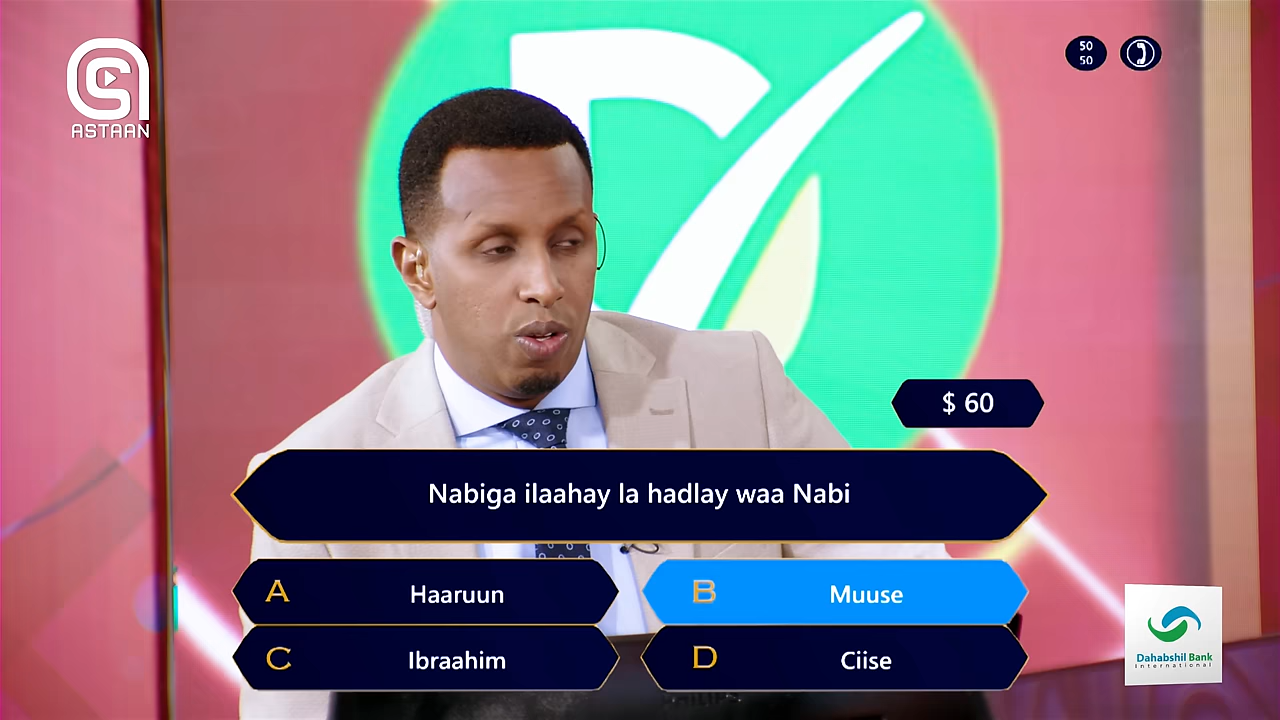 ASTAAN
50
50
$ 60
Nabiga ilaahay la hadlay waa Nabi
A Haaruun
B Muuse
C Ibraahim
D Ciise
Dahabshil Bank
International